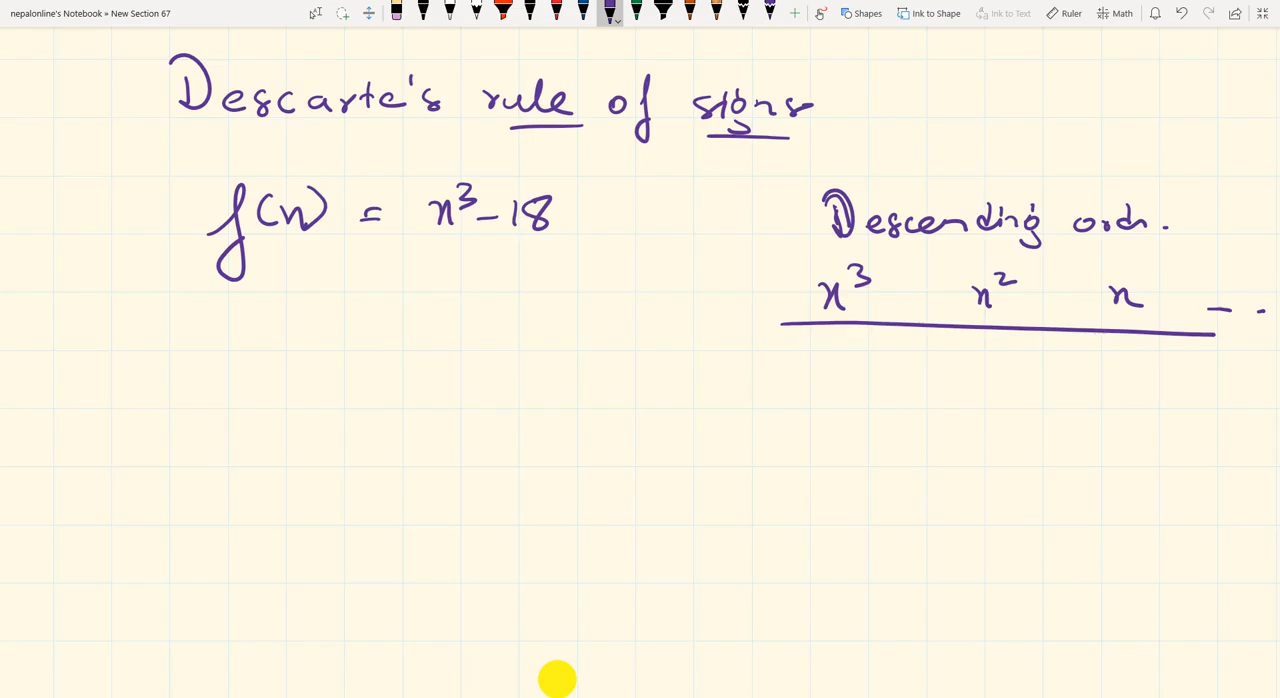 nepalonline's Notebook » New Section 67
Shapes Ink to Shape Ink to Text Ruler Math
Descarte's rule of signs
f(x) = x³ - 18
Descending ordr.
x³ x² x - .